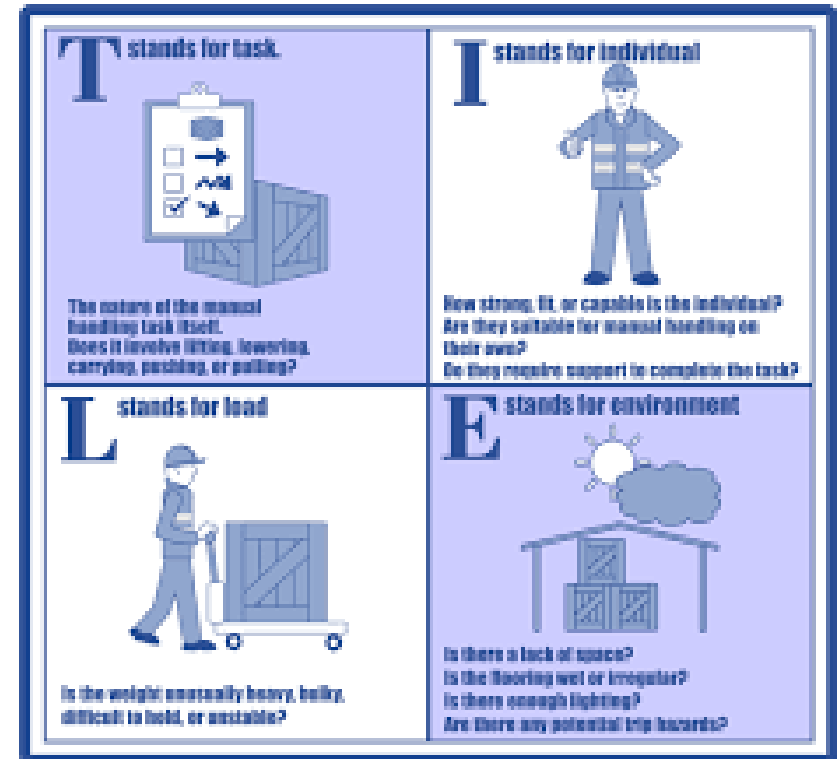 T stands for task.
The nature of the manual
handling task itself.
Does it involve lifting, lowering,
carrying, pushing, or pulling?
I stands for individual
How strong, fit, or capable is the individual?
Are they suitable for manual handling on
their own?
Do they require support to complete the task?
L stands for load
Is the weight unusually heavy, bulky,
difficult to hold, or unstable?
E stands for environment
Is there a lack of space?
Is the flooring wet or irregular?
Is there enough lighting?
Are there any potential trip hazards?